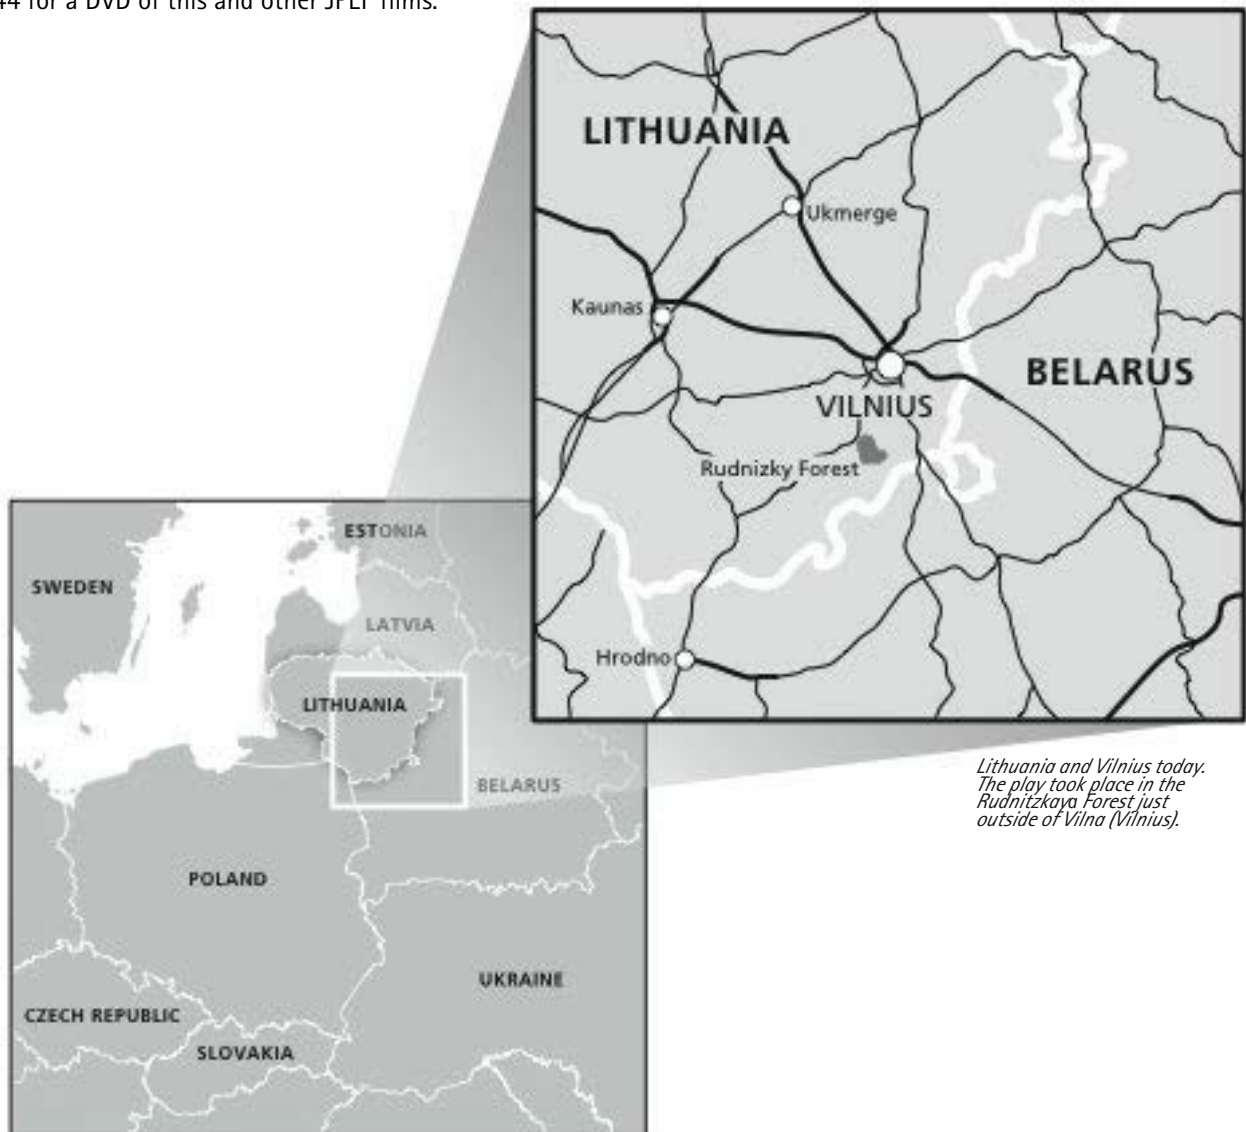 44 for a DVD of this and other JPEF films.
LITHUANIA
Ukmerge
Kaunas
BELARUS
VILNIUS
Rudnizky Forest
Hrodno
ESTONIA
SWEDEN
LATVIA
LITHUANIA
BELARUS
POLAND
UKRAINE
CZECH REPUBLIC
SLOVAKIA
Lithuania and Vilnius today.
The play took place in the
Rudnitzkaya Forest just
outside of Vilna (Vilnius).